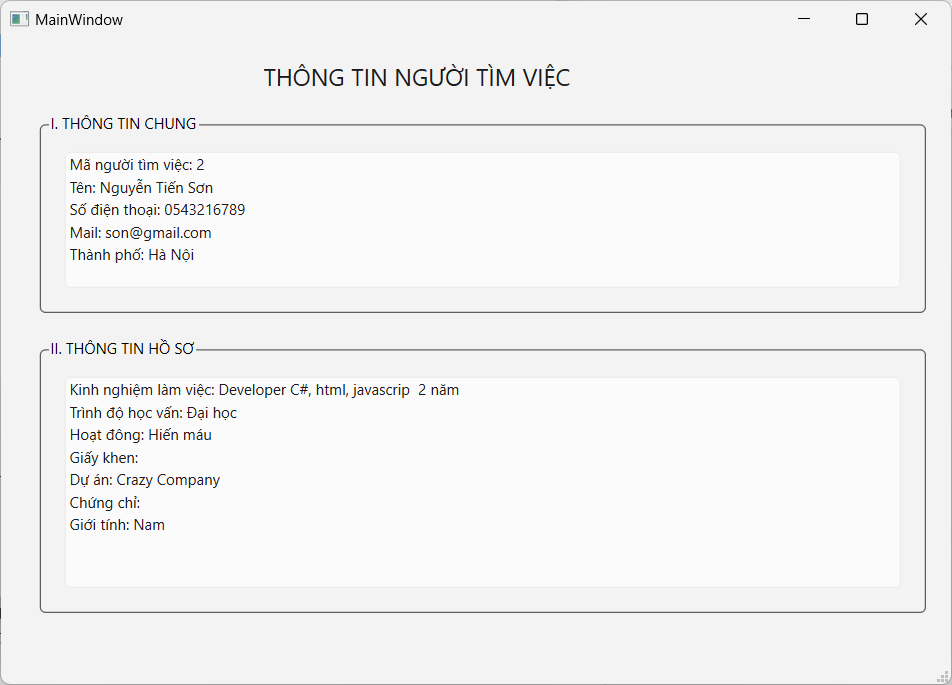 MainWindow
THÔNG TIN NGƯỜI TÌM VIỆC
I. THÔNG TIN CHUNG
Mã người tìm việc: 2
Tên: Nguyễn Tiến Sơn
Số điện thoại: 0543216789
Mail: son@gmail.com
Thành phố: Hà Nội
II. THÔNG TIN HỒ SƠ
Kinh nghiệm làm việc: Developer C#, html, javascrip  2 năm
Trình độ học vấn: Đại học
Hoạt đông: Hiến máu
Giấy khen:
Dự án: Crazy Company
Chứng chỉ:
Giới tính: Nam